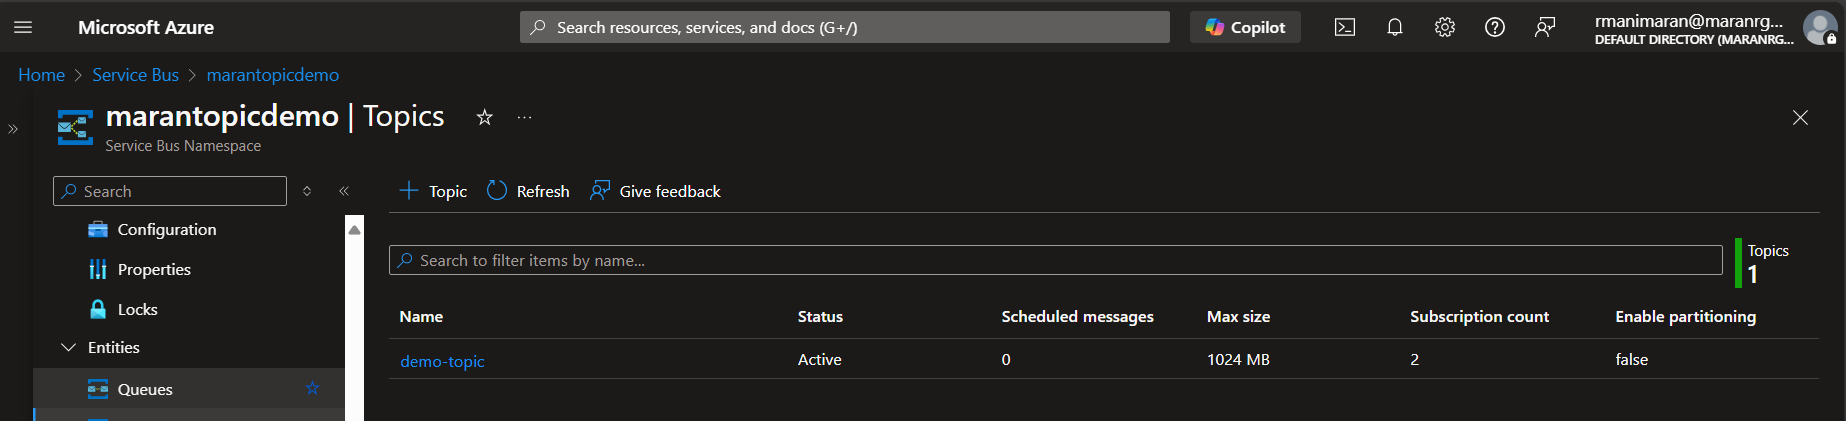 Microsoft Azure
Search resources, services, and docs (G+/)
Copilot
rmanimaran@maranrg...
DEFAULT DIRECTORY (MARANRG...
Home > Service Bus > marantopicdemo
marantopicdemo | Topics
Service Bus Namespace
Search
Topic
Refresh
Give feedback
Configuration
Properties
Locks
Entities
Queues
Search to filter items by name...
Topics
1
Name Status Scheduled messages Max size Subscription count Enable partitioning
demo-topic Active 0 1024 MB 2 false